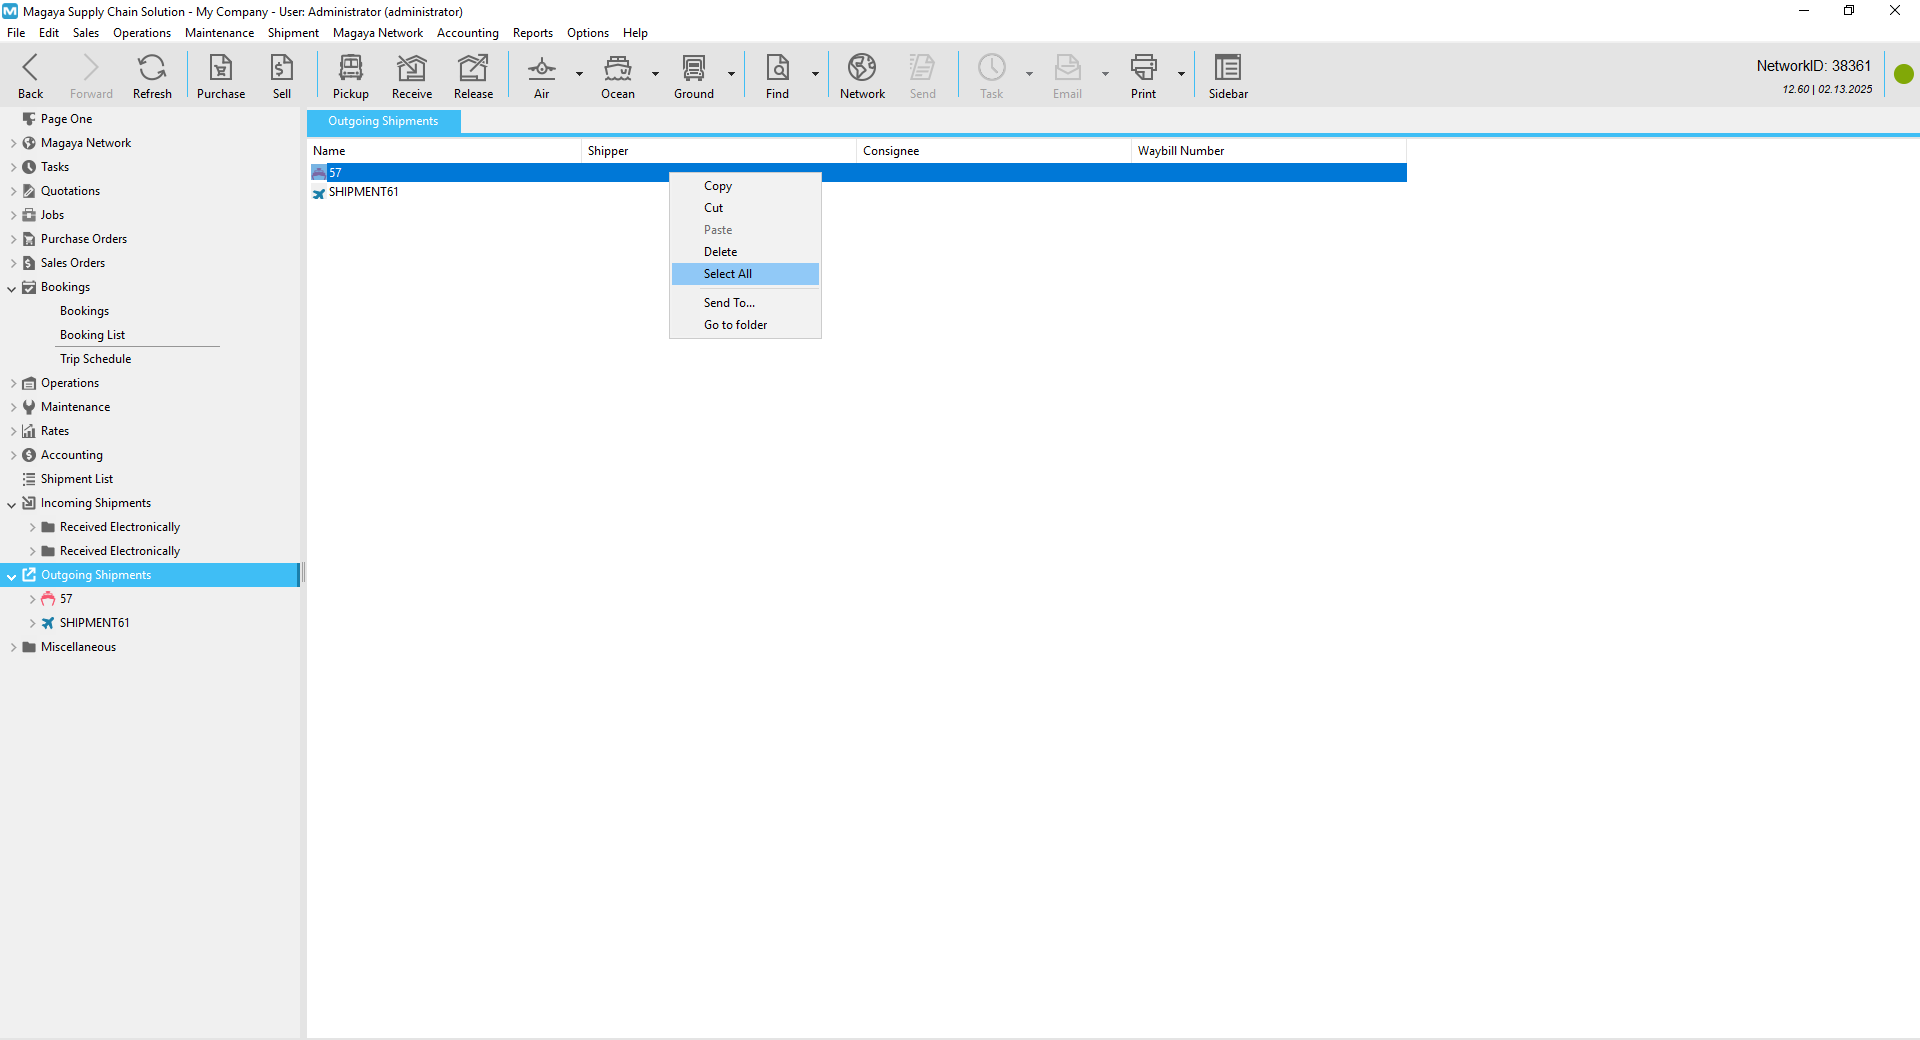 Magaya Supply Chain Solution - My Company - User: Administrator (administrator)
File Edit Sales Operations Maintenance Shipment Magaya Network Accounting Reports Options Help
Back Forward Refresh Purchase Sell Pickup Receive Release Air Ocean Ground Find Network Send Task Email Print Sidebar
NetworkID: 38361
12.60 | 02.13.2025
Page One
Magaya Network
Tasks
Quotations
Jobs
Purchase Orders
Sales Orders
Bookings
Bookings
Booking List
Trip Schedule
Operations
Maintenance
Rates
Accounting
Shipment List
Incoming Shipments
Received Electronically
Received Electronically
Outgoing Shipments
57
SHIPMENT61
Miscellaneous
Outgoing Shipments
Name Shipper Consignee Waybill Number
57
SHIPMENT61
Copy
Cut
Paste
Delete
Select All
Send To...
Go to folder